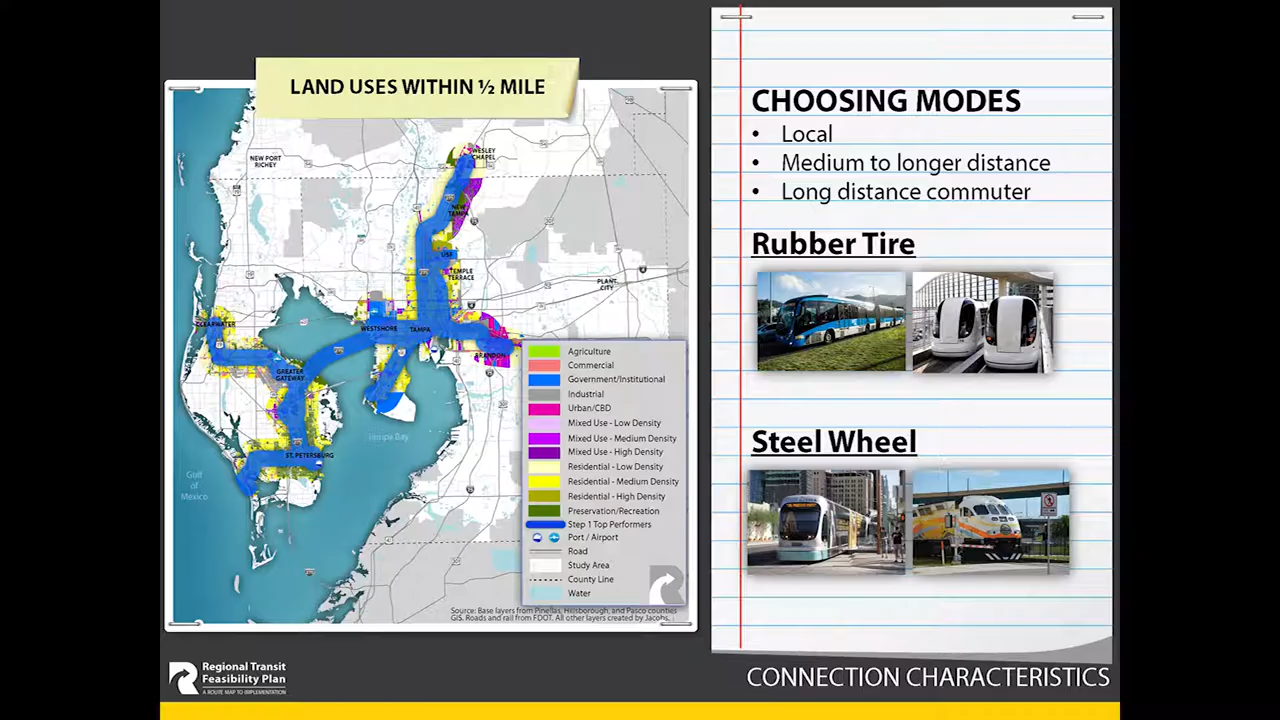 LAND USES WITHIN ½ MILE
NEW PORT
RICHEY
WESLEY
CHAPEL
NEW
TAMPA
USF
TEMPLE
TERRACE
PLANT
CITY
CLEARWATER
WESTSHORE
TAMPA
BRANDON
GREATER
GATEWAY
Tampa Bay
ST. PETERSBURG
Gulf
of
Mexico
Agriculture
Commercial
Government/Institutional
Industrial
Urban/CBD
Mixed Use - Low Density
Mixed Use - Medium Density
Mixed Use - High Density
Residential - Low Density
Residential - Medium Density
Residential - High Density
Preservation/Recreation
Step 1 Top Performers
Port / Airport
Road
Study Area
County Line
Water
Source: Base layers from Pinellas, Hillsborough, and Pasco counties
GIS. Roads and rail from FDOT. All other layers created by Jacobs.
CHOOSING MODES
• Local
• Medium to longer distance
• Long distance commuter
Rubber Tire
Steel Wheel
Regional Transit
Feasibility Plan
A ROUTE MAP TO IMPLEMENTATION
CONNECTION CHARACTERISTICS